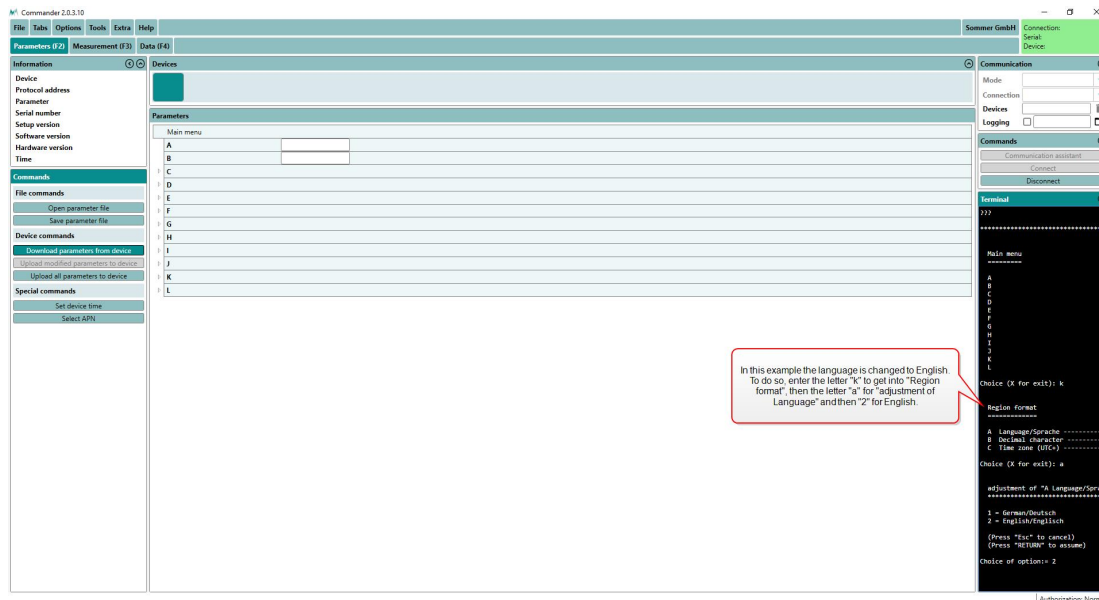 Commander 2.0.3.10
File Tabs Options Tools Extra Help
Sommer GmbH
Connection:
Serial:
Device:
Parameters (F2) Measurement (F3) Data (F4)
Information
Device
Protocol address
Parameter
Serial number
Setup version
Software version
Hardware version
Time
Commands
File commands
Open parameter file
Save parameter file
Device commands
Download parameters from device
Upload modified parameters to device
Upload all parameters to device
Special commands
Set device time
Select APN
Devices
Parameters
Main menu
A
B
C
D
E
F
G
H
I
J
K
L
In this example the language is changed to English.
To do so, enter the letter "k" to get into "Region
format", then the letter "a" for "adjustment of
Language" and then "2" for English.
Communication
Mode
Connection
Devices
Logging
Commands
Communication assistant
Connect
Disconnect
Terminal
???
********************************
Main menu
---------
A
B
C
D
E
F
G
H
I
J
K
L
Choice (X for exit): k
Region format
-------------
A Language/Sprache ----------
B Decimal character ---------
C Time zone (UTC+) ----------
Choice (X for exit): a
adjustment of "A Language/Spra
******************************
1 = German/Deutsch
2 = English/Englisch
(Press "Esc" to cancel)
(Press "RETURN" to assume)
Choice of option:= 2
Authorization: